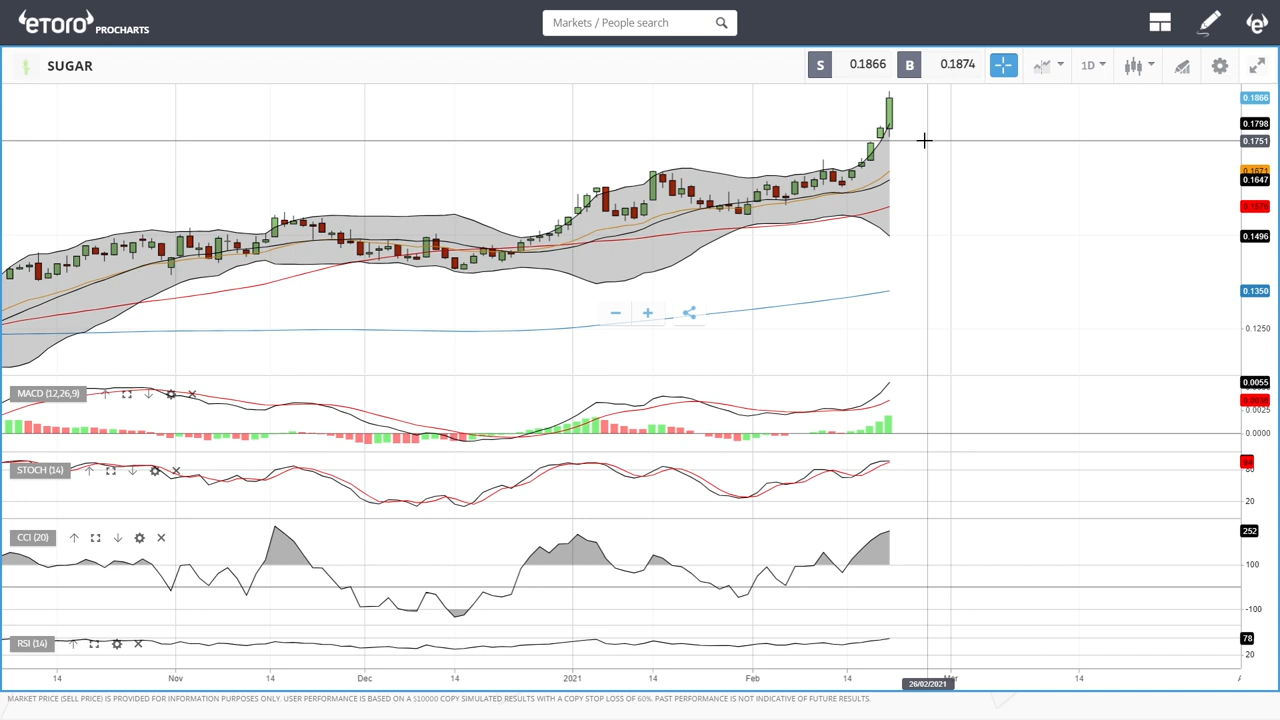 eToro PROCHARTS
Markets / People search
SUGAR
S 0.1866 B 0.1874
1D
0.1866
0.1798
0.1751
0.1671
0.1647
0.1496
0.1350
0.1250
MACD (12,26,9)
0.0055
0.0025
0.0000
STOCH (14)
20
CCI (20)
252
100
-100
RSI (14)
78
20
14 Nov 14 Dec 14 2021 14 Feb 14 26/02/2021 14
MARKET PRICE (SELL PRICE) IS PROVIDED FOR INFORMATION PURPOSES ONLY. USER PERFORMANCE IS BASED ON A $10000 COPY SIMULATED RESULTS WITH A COPY STOP LOSS OF 60%. PAST PERFORMANCE IS NOT INDICATIVE OF FUTURE RESULTS.